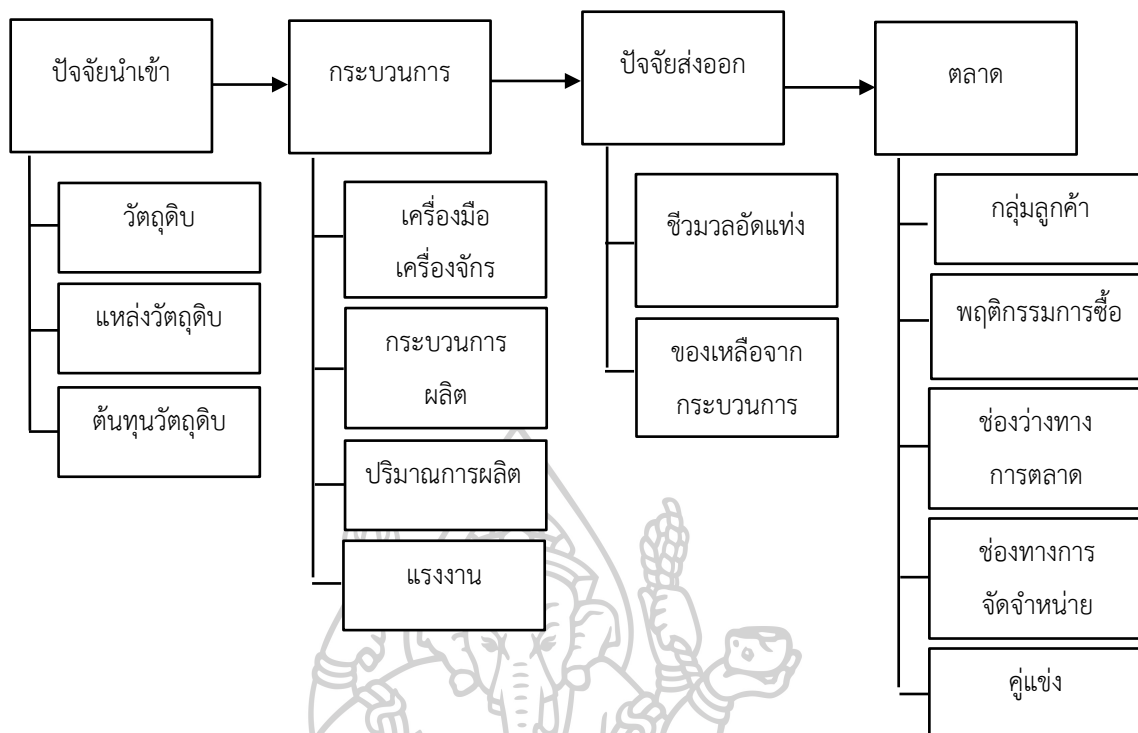 ปัจจัยนำเข้า
วัตถุดิบ
แหล่งวัตถุดิบ
ต้นทุนวัตถุดิบ
กระบวนการ
เครื่องมือ
เครื่องจักร
กระบวนการ
ผลิต
ปริมาณการผลิต
แรงงาน
ปัจจัยส่งออก
ชีวมวลอัดแท่ง
ของเหลือจาก
กระบวนการ
ตลาด
กลุ่มลูกค้า
พฤติกรรมการซื้อ
ช่องว่างทาง
การตลาด
ช่องทางการ
จัดจำหน่าย
คู่แข่ง